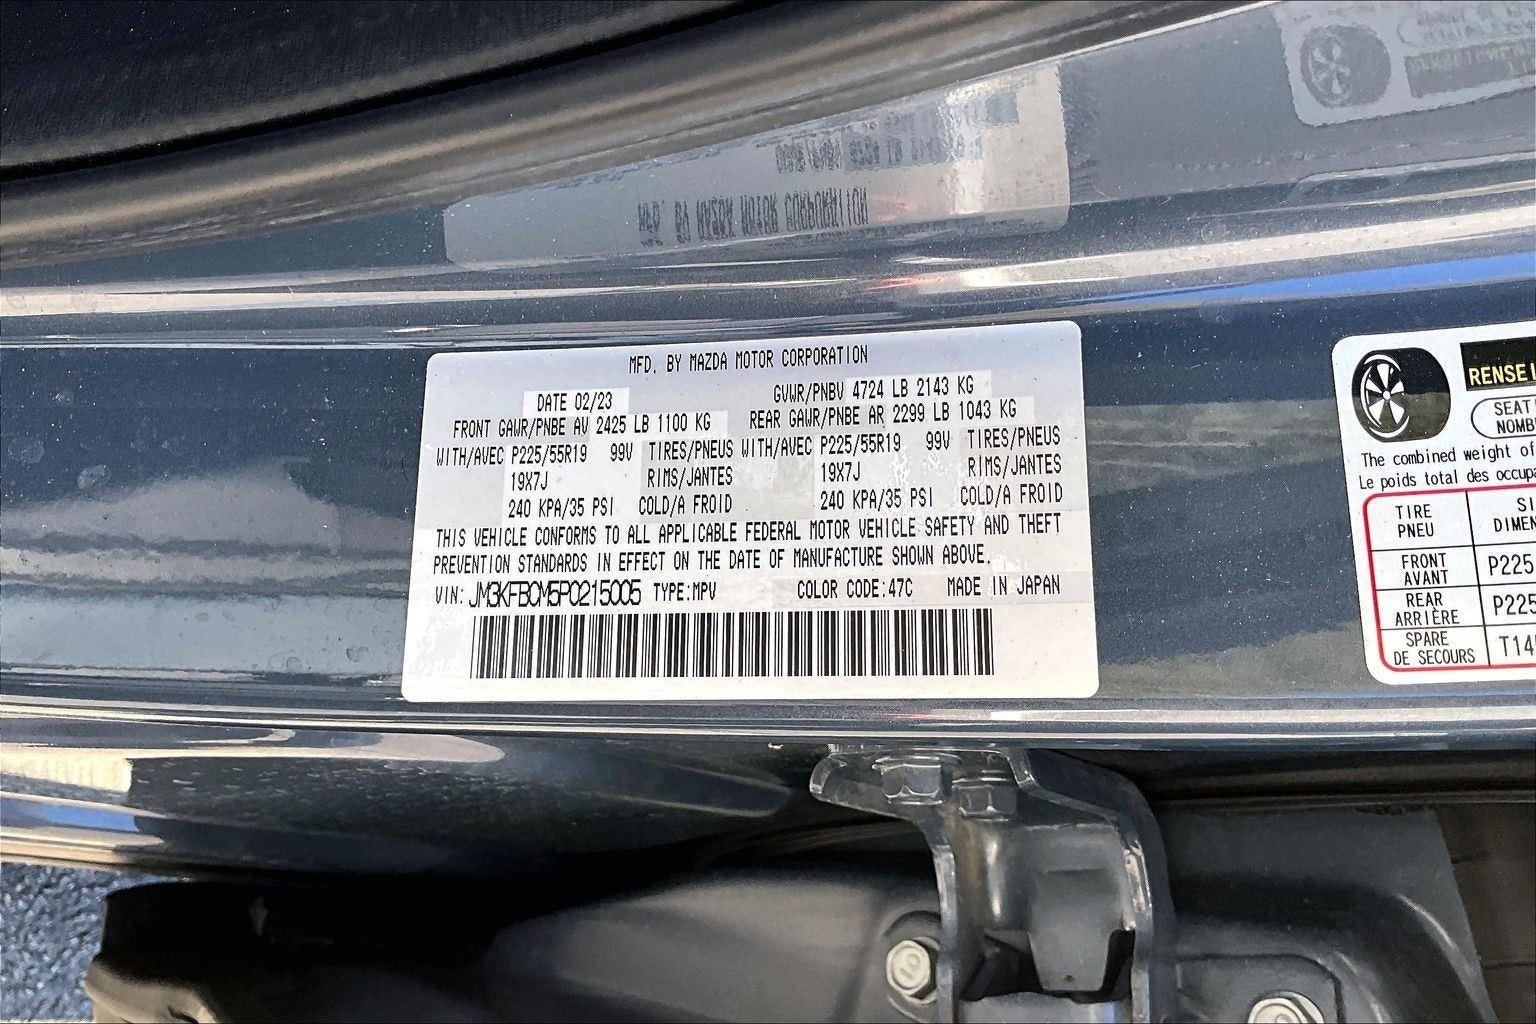 MFD. BY MAZDA MOTOR CORPORATION
DATE 02/23 GVWR/PNBV 4724 LB 2143 KG
FRONT GAWR/PNBE AV 2425 LB 1100 KG REAR GAWR/PNBE AR 2299 LB 1043 KG
WITH/AVEC P225/55R19 99V TIRES/PNEUS WITH/AVEC P225/55R19 99V TIRES/PNEUS
19X7J RIMS/JANTES 19X7J RIMS/JANTES
240 KPA/35 PSI COLD/A FROID 240 KPA/35 PSI COLD/A FROID
THIS VEHICLE CONFORMS TO ALL APPLICABLE FEDERAL MOTOR VEHICLE SAFETY AND THEFT
PREVENTION STANDARDS IN EFFECT ON THE DATE OF MANUFACTURE SHOWN ABOVE.
VIN: JM3KFBCM5P0215005 TYPE:MPV COLOR CODE:47C MADE IN JAPAN
RENSEI
SEAT
NOMB
The combined weight of
Le poids total des occupa
TIRE
PNEU
SI
DIMEN
FRONT
AVANT
P225
REAR
ARRIÈRE
P225
SPARE
DE SECOURS
T14